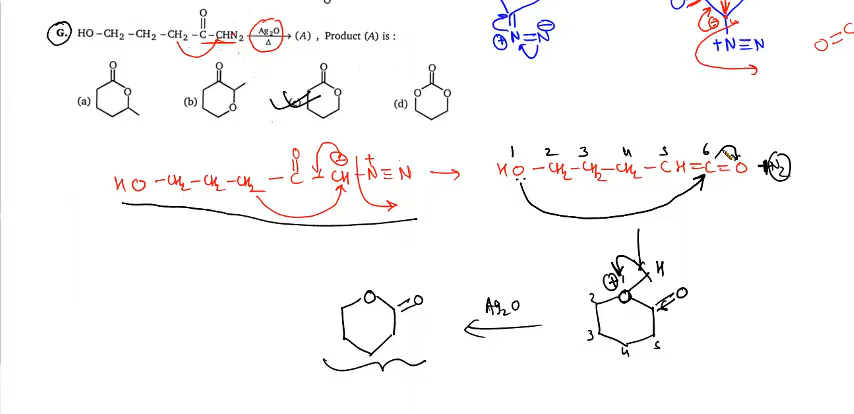 G. HO–CH₂–CH₂–CH₂–C(=O)–CHN₂ —Ag₂O/Δ→ (A) , Product (A) is :
(a) O O
(b) O O
(c) O O
(d) O O O
⊕ N=N ⊖
+N≡N
O=C
HO–CH₂–CH₂–CH₂–C(=O)–CH–N⁺≡N →
1 2 3 4 5 6
HO–CH₂–CH₂–CH₂–CH=C=O + N₂
H
⊕ 1
2 O O
3 4 5
Ag₂O
O O